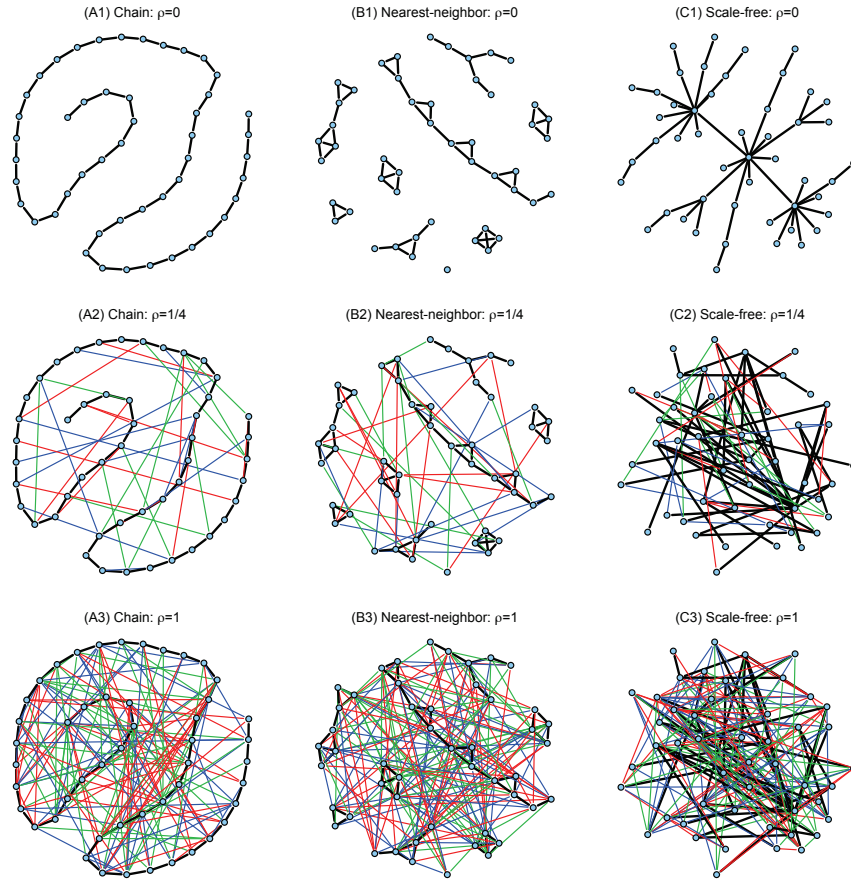 (A1) Chain: ρ=0
(B1) Nearest-neighbor: ρ=0
(C1) Scale-free: ρ=0
(A2) Chain: ρ=1/4
(B2) Nearest-neighbor: ρ=1/4
(C2) Scale-free: ρ=1/4
(A3) Chain: ρ=1
(B3) Nearest-neighbor: ρ=1
(C3) Scale-free: ρ=1